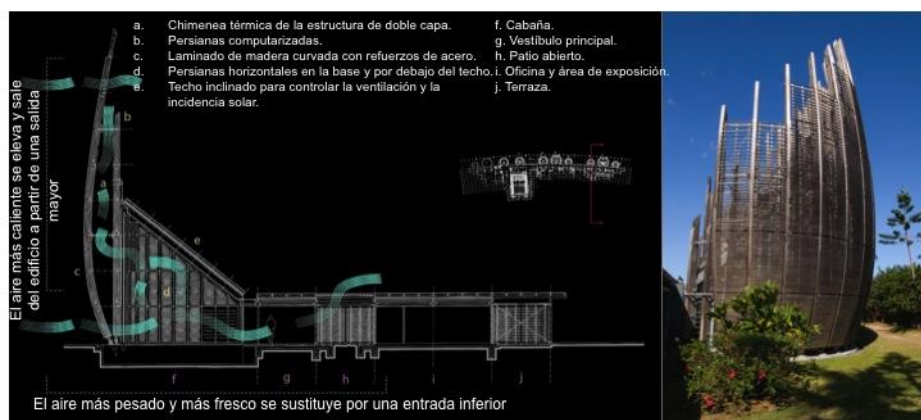 a. Chimenea térmica de la estructura de doble capa.
b. Persianas computarizadas.
c. Laminado de madera curvada con refuerzos de acero.
d. Persianas horizontales en la base y por debajo del techo.
e. Techo inclinado para controlar la ventilación y la
incidencia solar.
f. Cabaña.
g. Vestíbulo principal.
h. Patio abierto.
i. Oficina y área de exposición.
j. Terraza.
El aire más caliente se eleva y sale
del edificio a partir de una salida
mayor
b
a
e
c
d
f
g
h
i
j
El aire más pesado y más fresco se sustituye por una entrada inferior